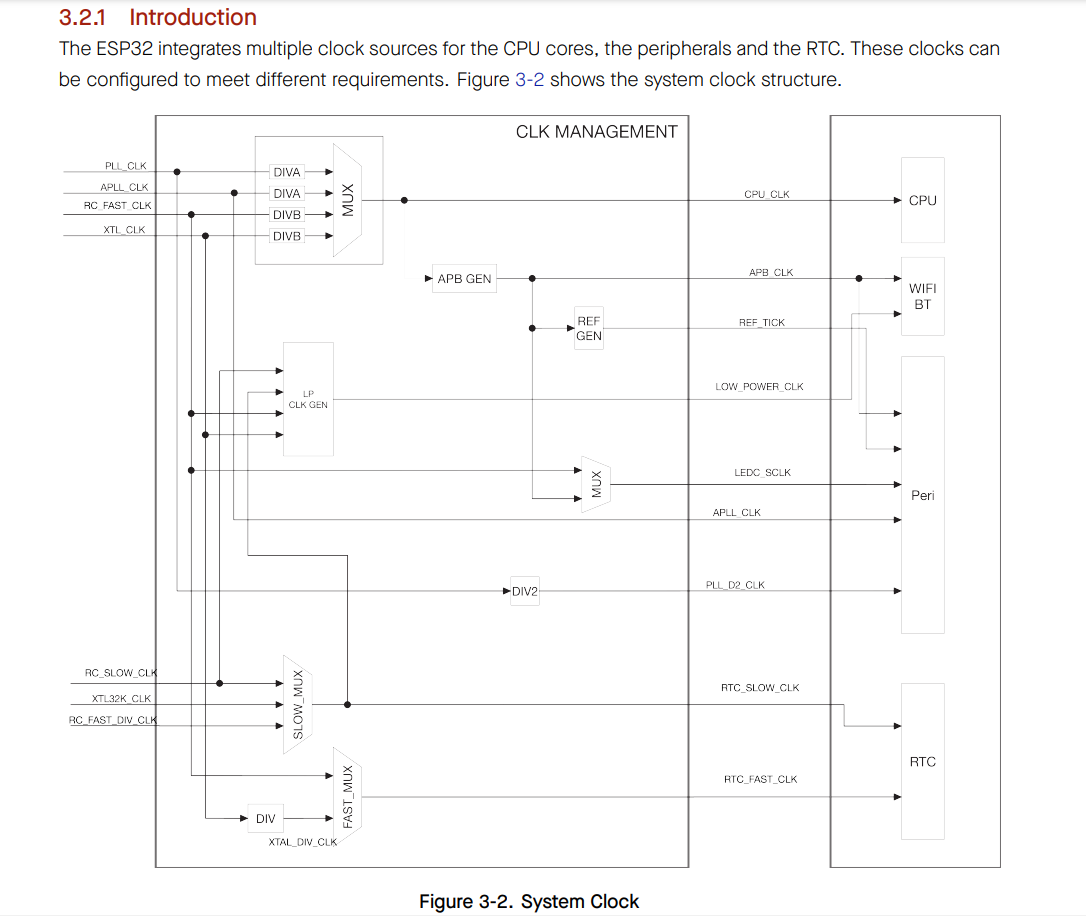 3.2.1 Introduction
The ESP32 integrates multiple clock sources for the CPU cores, the peripherals and the RTC. These clocks can
be configured to meet different requirements. Figure 3-2 shows the system clock structure.
CLK MANAGEMENT
PLL_CLK
APLL_CLK
RC_FAST_CLK
XTL_CLK
DIVA
DIVA
DIVB
DIVB
MUX
CPU_CLK
CPU
APB GEN
APB_CLK
WIFI
BT
REF
GEN
REF_TICK
LP
CLK GEN
LOW_POWER_CLK
MUX
LEDC_SCLK
Peri
APLL_CLK
DIV2
PLL_D2_CLK
RC_SLOW_CLK
XTL32K_CLK
RC_FAST_DIV_CLK
SLOW_MUX
RTC_SLOW_CLK
RTC
FAST_MUX
RTC_FAST_CLK
DIV
XTAL_DIV_CLK
Figure 3-2. System Clock